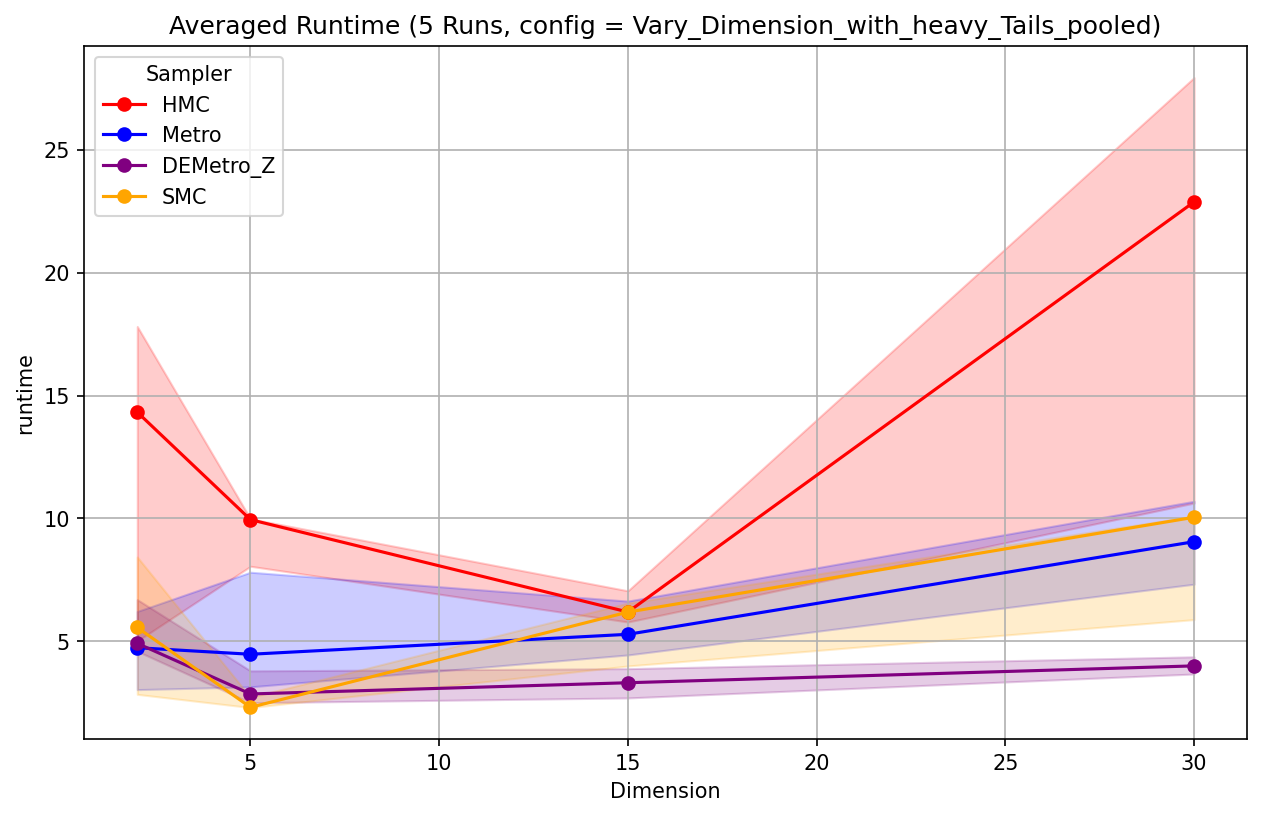 Averaged Runtime (5 Runs, config = Vary_Dimension_with_heavy_Tails_pooled)
Sampler
HMC
Metro
DEMetro_Z
SMC
25
20
15
10
5
runtime
5
10
15
20
25
30
Dimension